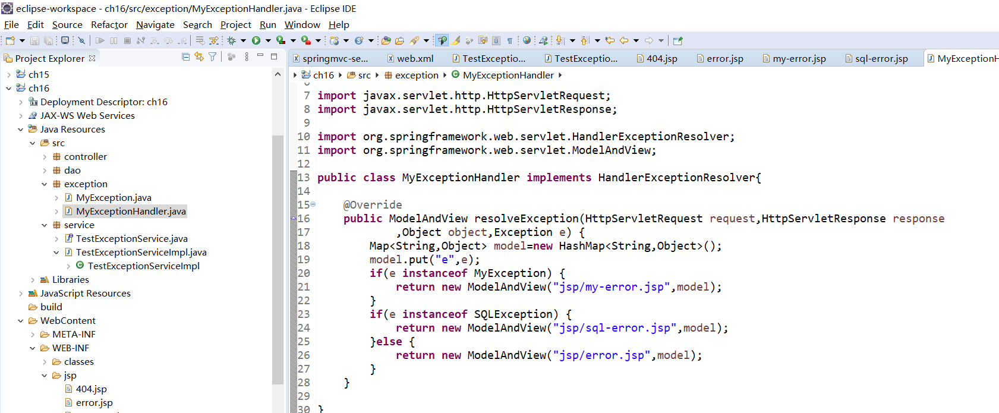 eclipse-workspace - ch16/src/exception/MyExceptionHandler.java - Eclipse IDE
File Edit Source Refactor Navigate Search Project Run Window Help
Project Explorer
springmvc-se... web.xml TestExceptio... TestExceptio... 404.jsp error.jsp my-error.jsp sql-error.jsp MyExceptionH
ch16 src exception MyExceptionHandler
ch15
ch16
Deployment Descriptor: ch16
JAX-WS Web Services
Java Resources
src
controller
dao
exception
MyException.java
MyExceptionHandler.java
service
TestExceptionService.java
TestExceptionServiceImpl.java
TestExceptionServiceImpl
Libraries
JavaScript Resources
build
WebContent
META-INF
WEB-INF
classes
jsp
404.jsp
error.jsp
7 import javax.servlet.http.HttpServletRequest;
8 import javax.servlet.http.HttpServletResponse;
9
10 import org.springframework.web.servlet.HandlerExceptionResolver;
11 import org.springframework.web.servlet.ModelAndView;
12
13 public class MyExceptionHandler implements HandlerExceptionResolver{
14
15 @Override
16 public ModelAndView resolveException(HttpServletRequest request,HttpServletResponse response
17 ,Object object,Exception e) {
18 Map<String,Object> model=new HashMap<String,Object>();
19 model.put("e",e);
20 if(e instanceof MyException) {
21 return new ModelAndView("jsp/my-error.jsp",model);
22 }
23 if(e instanceof SQLException) {
24 return new ModelAndView("jsp/sql-error.jsp",model);
25 }else {
26 return new ModelAndView("jsp/error.jsp",model);
27 }
28 }
29
30 }